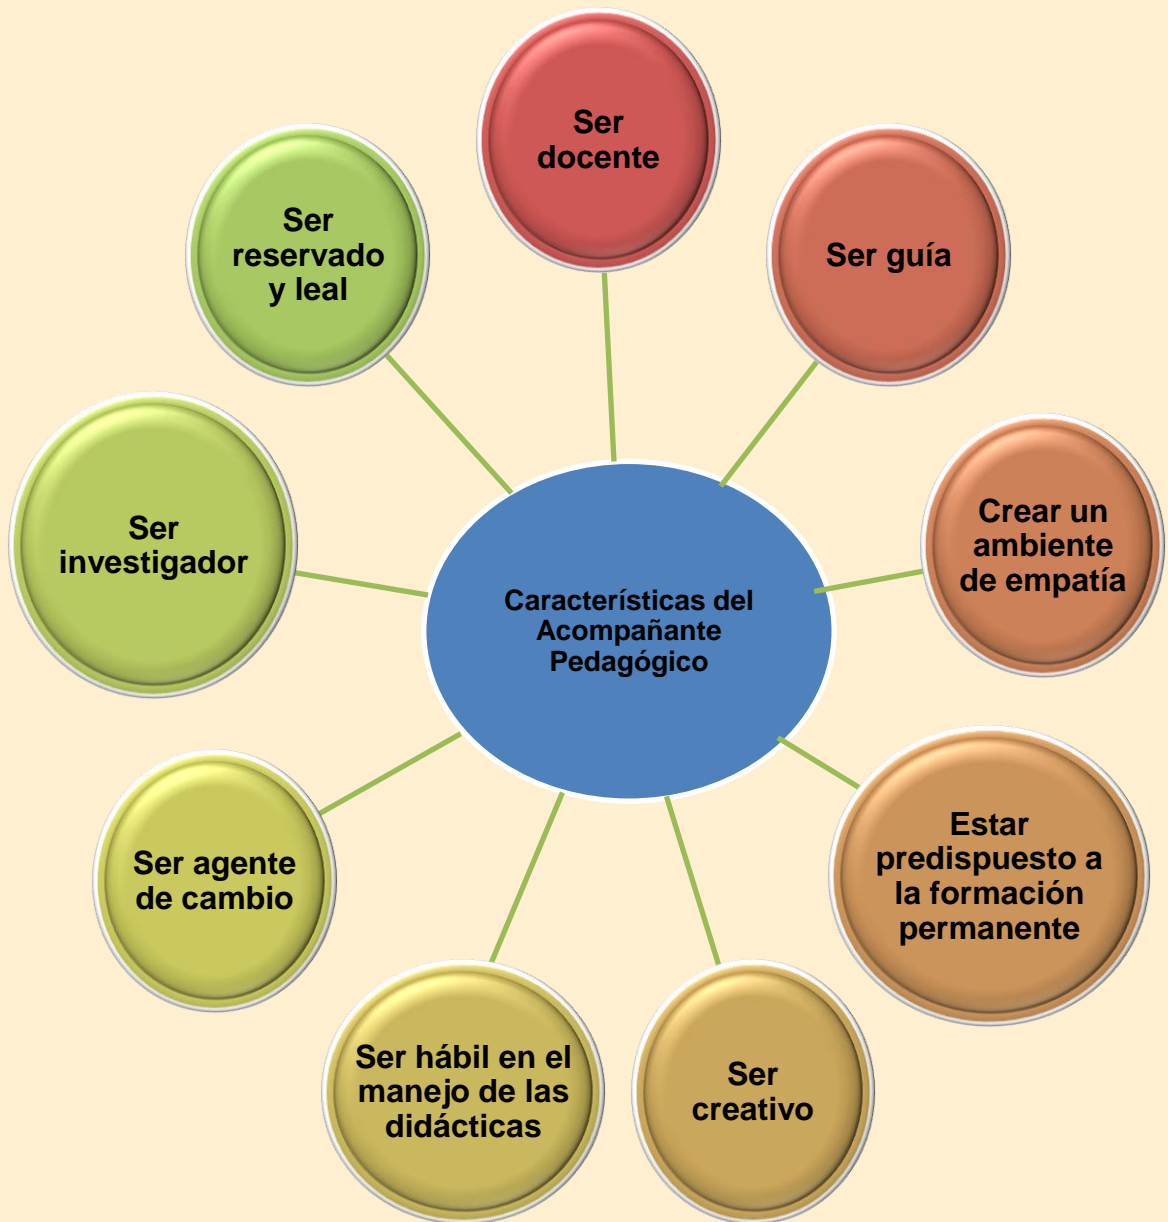 Ser
docente
Ser guía
Crear un
ambiente
de empatía
Estar
predispuesto a
la formación
permanente
Ser
creativo
Ser hábil en el
manejo de las
didácticas
Ser agente
de cambio
Ser
investigador
Ser
reservado
y leal
Características del
Acompañante
Pedagógico